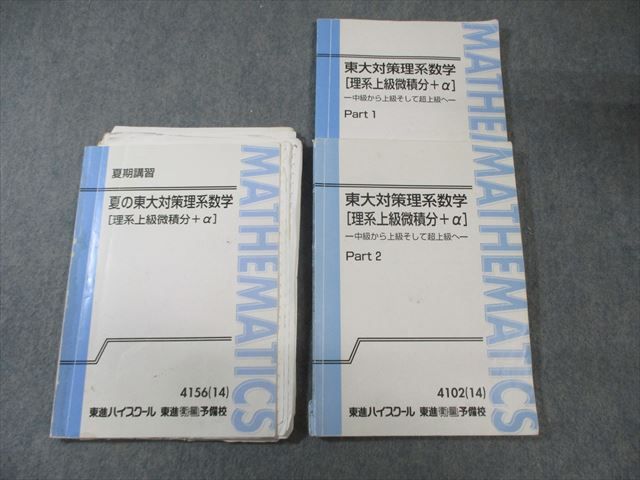 夏期講習
夏の東大対策理系数学
[理系上級微積分+α]
MATHEMATICS
4156(14)
東進ハイスクール 東進衛星予備校
東大対策理系数学
[理系上級微積分+α]
―中級から上級そして超上級へ―
Part 1
MATHE
東大対策理系数学
[理系上級微積分+α]
―中級から上級そして超上級へ―
Part 2
MATHEMATICS
4102(14)
東進ハイスクール 東進衛星予備校